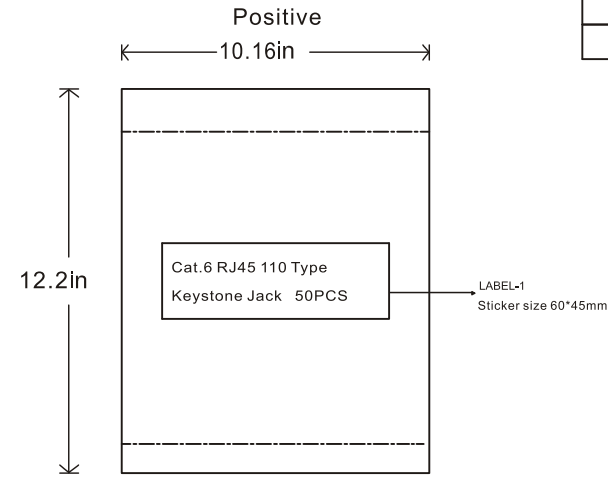 Positive
10.16in
12.2in
Cat.6 RJ45 110 Type
Keystone Jack 50PCS
LABEL-1
Sticker size 60*45mm